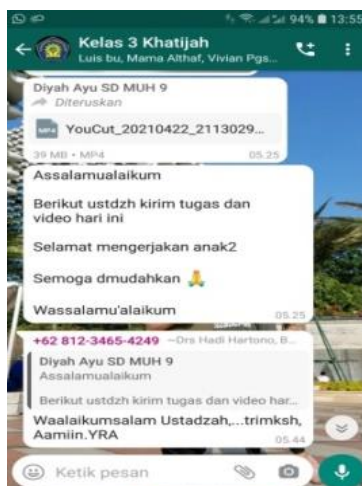 94% 13:55
Kelas 3 Khatijah
Luis bu, Mama Althaf, Vivian Pgs...
Diyah Ayu SD MUH 9
Diteruskan
YouCut_20210422_2113029...
39 MB • MP4 05.25
Assalamualaikum
Berikut ustdzh kirim tugas dan
video hari ini
Selamat mengerjakan anak2
Semoga dmudahkan 🙏
Wassalamu'alaikum
05.25
+62 812-3465-4249 ~Drs Hadi Hartono, B...
Diyah Ayu SD MUH 9
Assalamualaikum
Berikut ustdzh kirim tugas dan video har...
Waalaikumsalam Ustadzah,...trimksh,
Aamiin.YRA
05.44
Ketik pesan